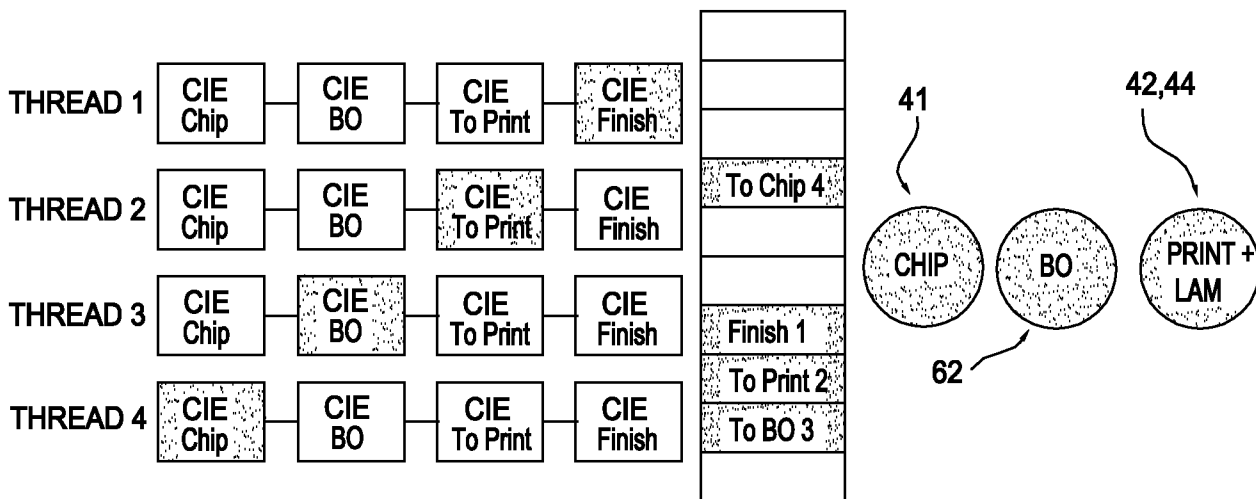 THREAD 1
CIE
Chip
CIE
BO
CIE
To Print
CIE
Finish
THREAD 2
CIE
Chip
CIE
BO
CIE
To Print
CIE
Finish
THREAD 3
CIE
Chip
CIE
BO
CIE
To Print
CIE
Finish
THREAD 4
CIE
Chip
CIE
BO
CIE
To Print
CIE
Finish
To Chip 4
Finish 1
To Print 2
To BO 3
41
42,44
CHIP
BO
PRINT +
LAM
62